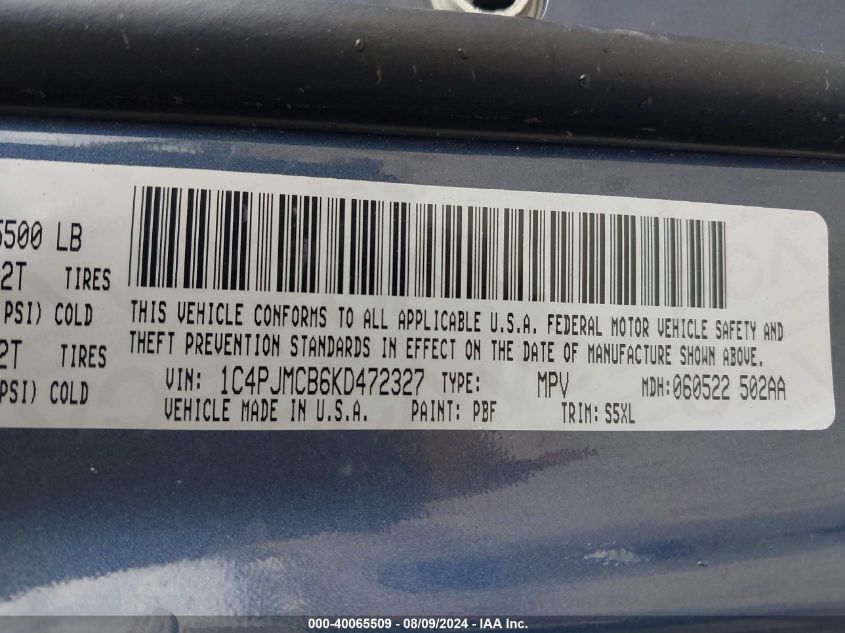 5500 LB
2T TIRES
PSI) COLD
2T TIRES
PSI) COLD
THIS VEHICLE CONFORMS TO ALL APPLICABLE U.S.A. FEDERAL MOTOR VEHICLE SAFETY AND
THEFT PREVENTION STANDARDS IN EFFECT ON THE DATE OF MANUFACTURE SHOWN ABOVE.
VIN: 1C4PJMCB6KD472327 TYPE: MPV MDH:060522 502AA
VEHICLE MADE IN U.S.A. PAINT: PBF TRIM: S5XL
000-40065509 - 08/09/2024 - IAA Inc.